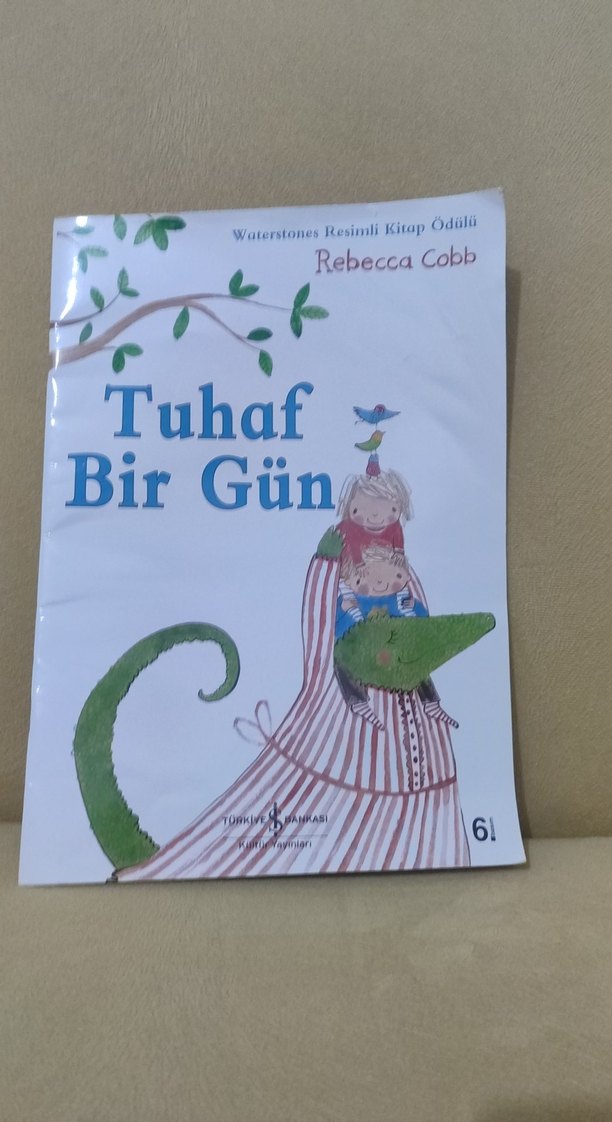 Waterstones Resimli Kitap Ödülü
Rebecca Cobb
Tuhaf
Bir Gün
TÜRKİYE İŞ BANKASI
Kültür Yayınları
6.